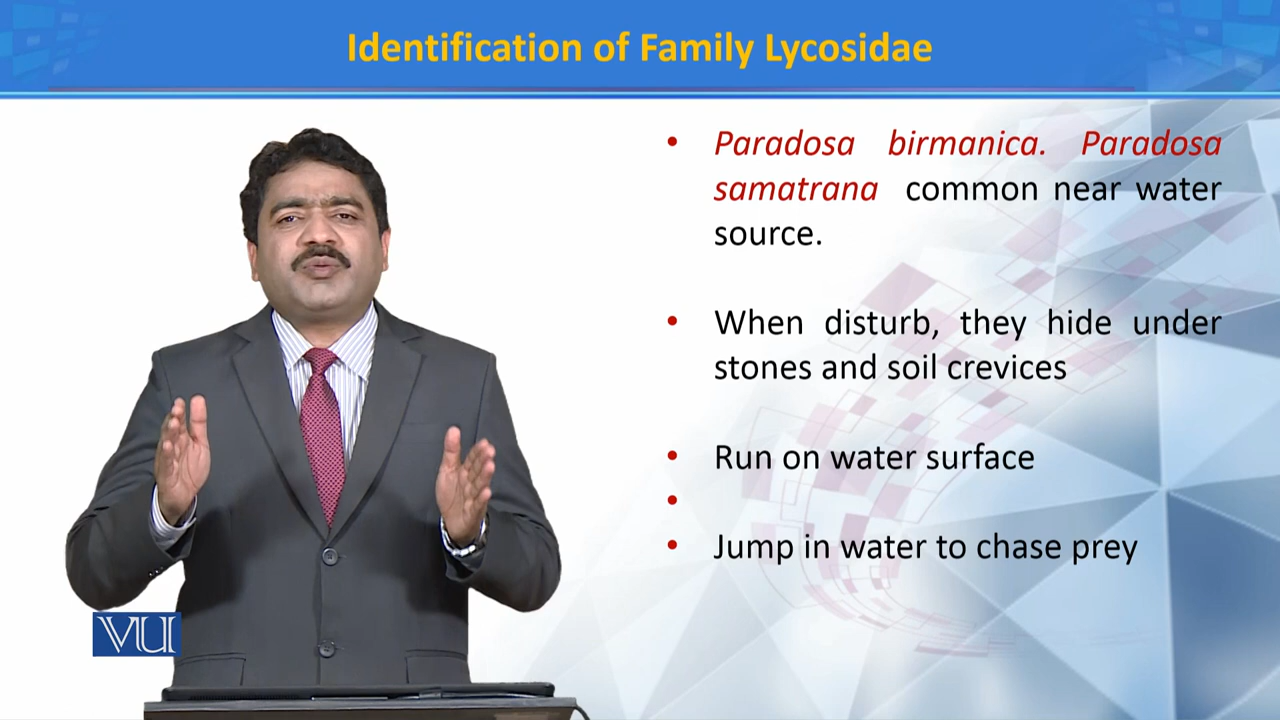 Identification of Family Lycosidae
• Paradosa birmanica. Paradosa
samatrana common near water
source.
• When disturb, they hide under
stones and soil crevices
• Run on water surface
•
• Jump in water to chase prey
VU